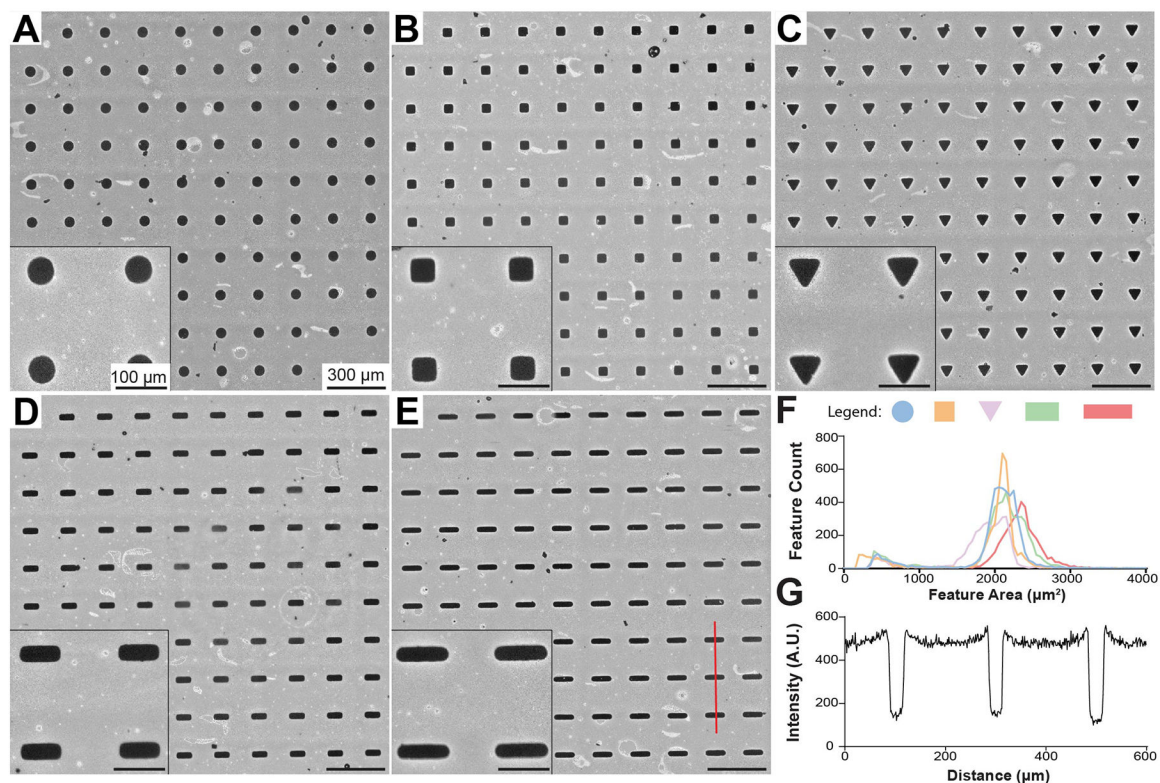 A
B
C
100 µm
300 µm
D
E
F
Legend:
Feature Count
800
600
400
200
0
0
1000
2000
3000
4000
Feature Area (µm²)
G
Intensity (A.U.)
600
400
200
0
0
200
400
600
Distance (µm)